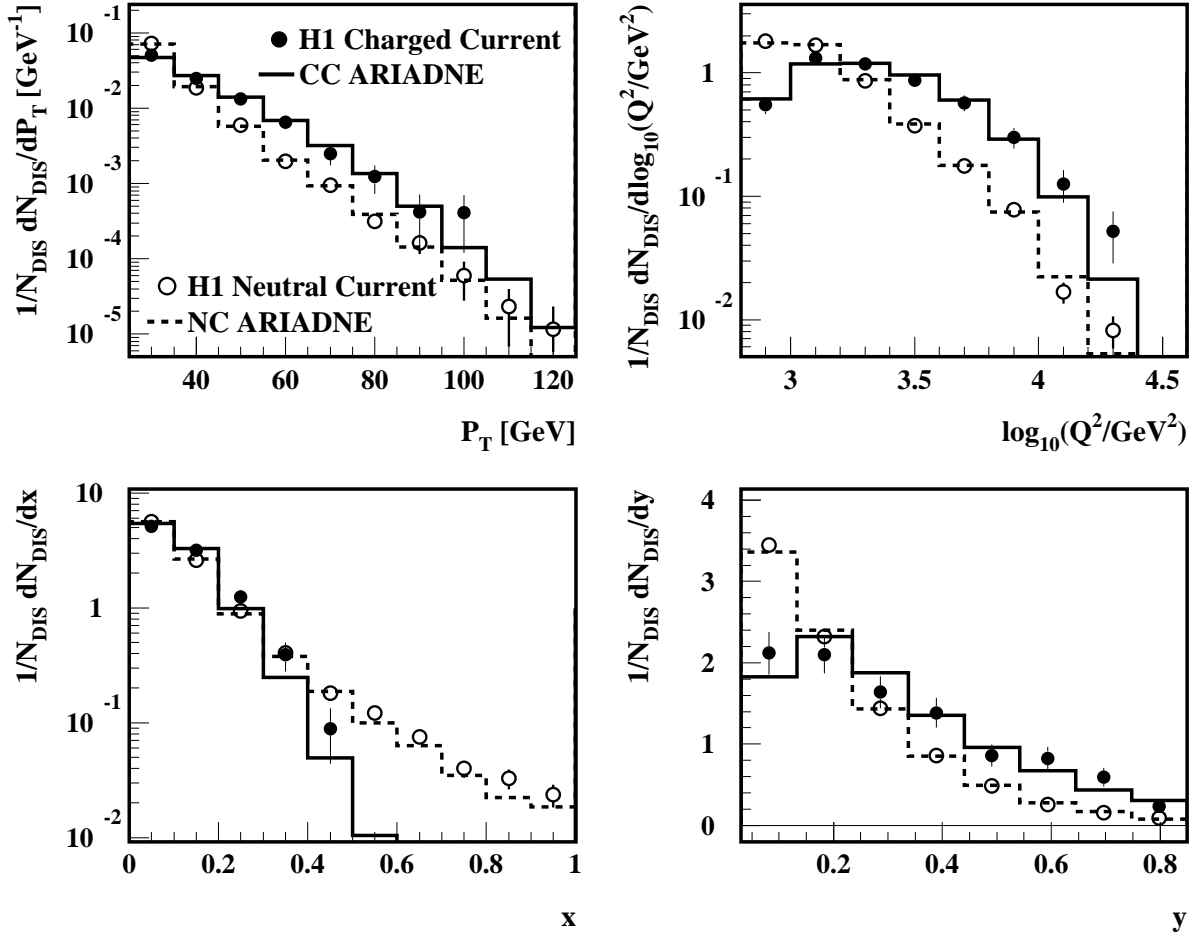 1/N_DIS dN_DIS/dP_T [GeV^-1]
10^-1
10^-2
10^-3
10^-4
10^-5
H1 Charged Current
CC ARIADNE
H1 Neutral Current
NC ARIADNE
40 60 80 100 120
P_T [GeV]
1/N_DIS dN_DIS/dlog_10(Q^2/GeV^2)
1
10^-1
10^-2
3 3.5 4 4.5
log_10(Q^2/GeV^2)
1/N_DIS dN_DIS/dx
10
1
10^-1
10^-2
0 0.2 0.4 0.6 0.8 1
x
1/N_DIS dN_DIS/dy
4
3
2
1
0
0.2 0.4 0.6 0.8
y